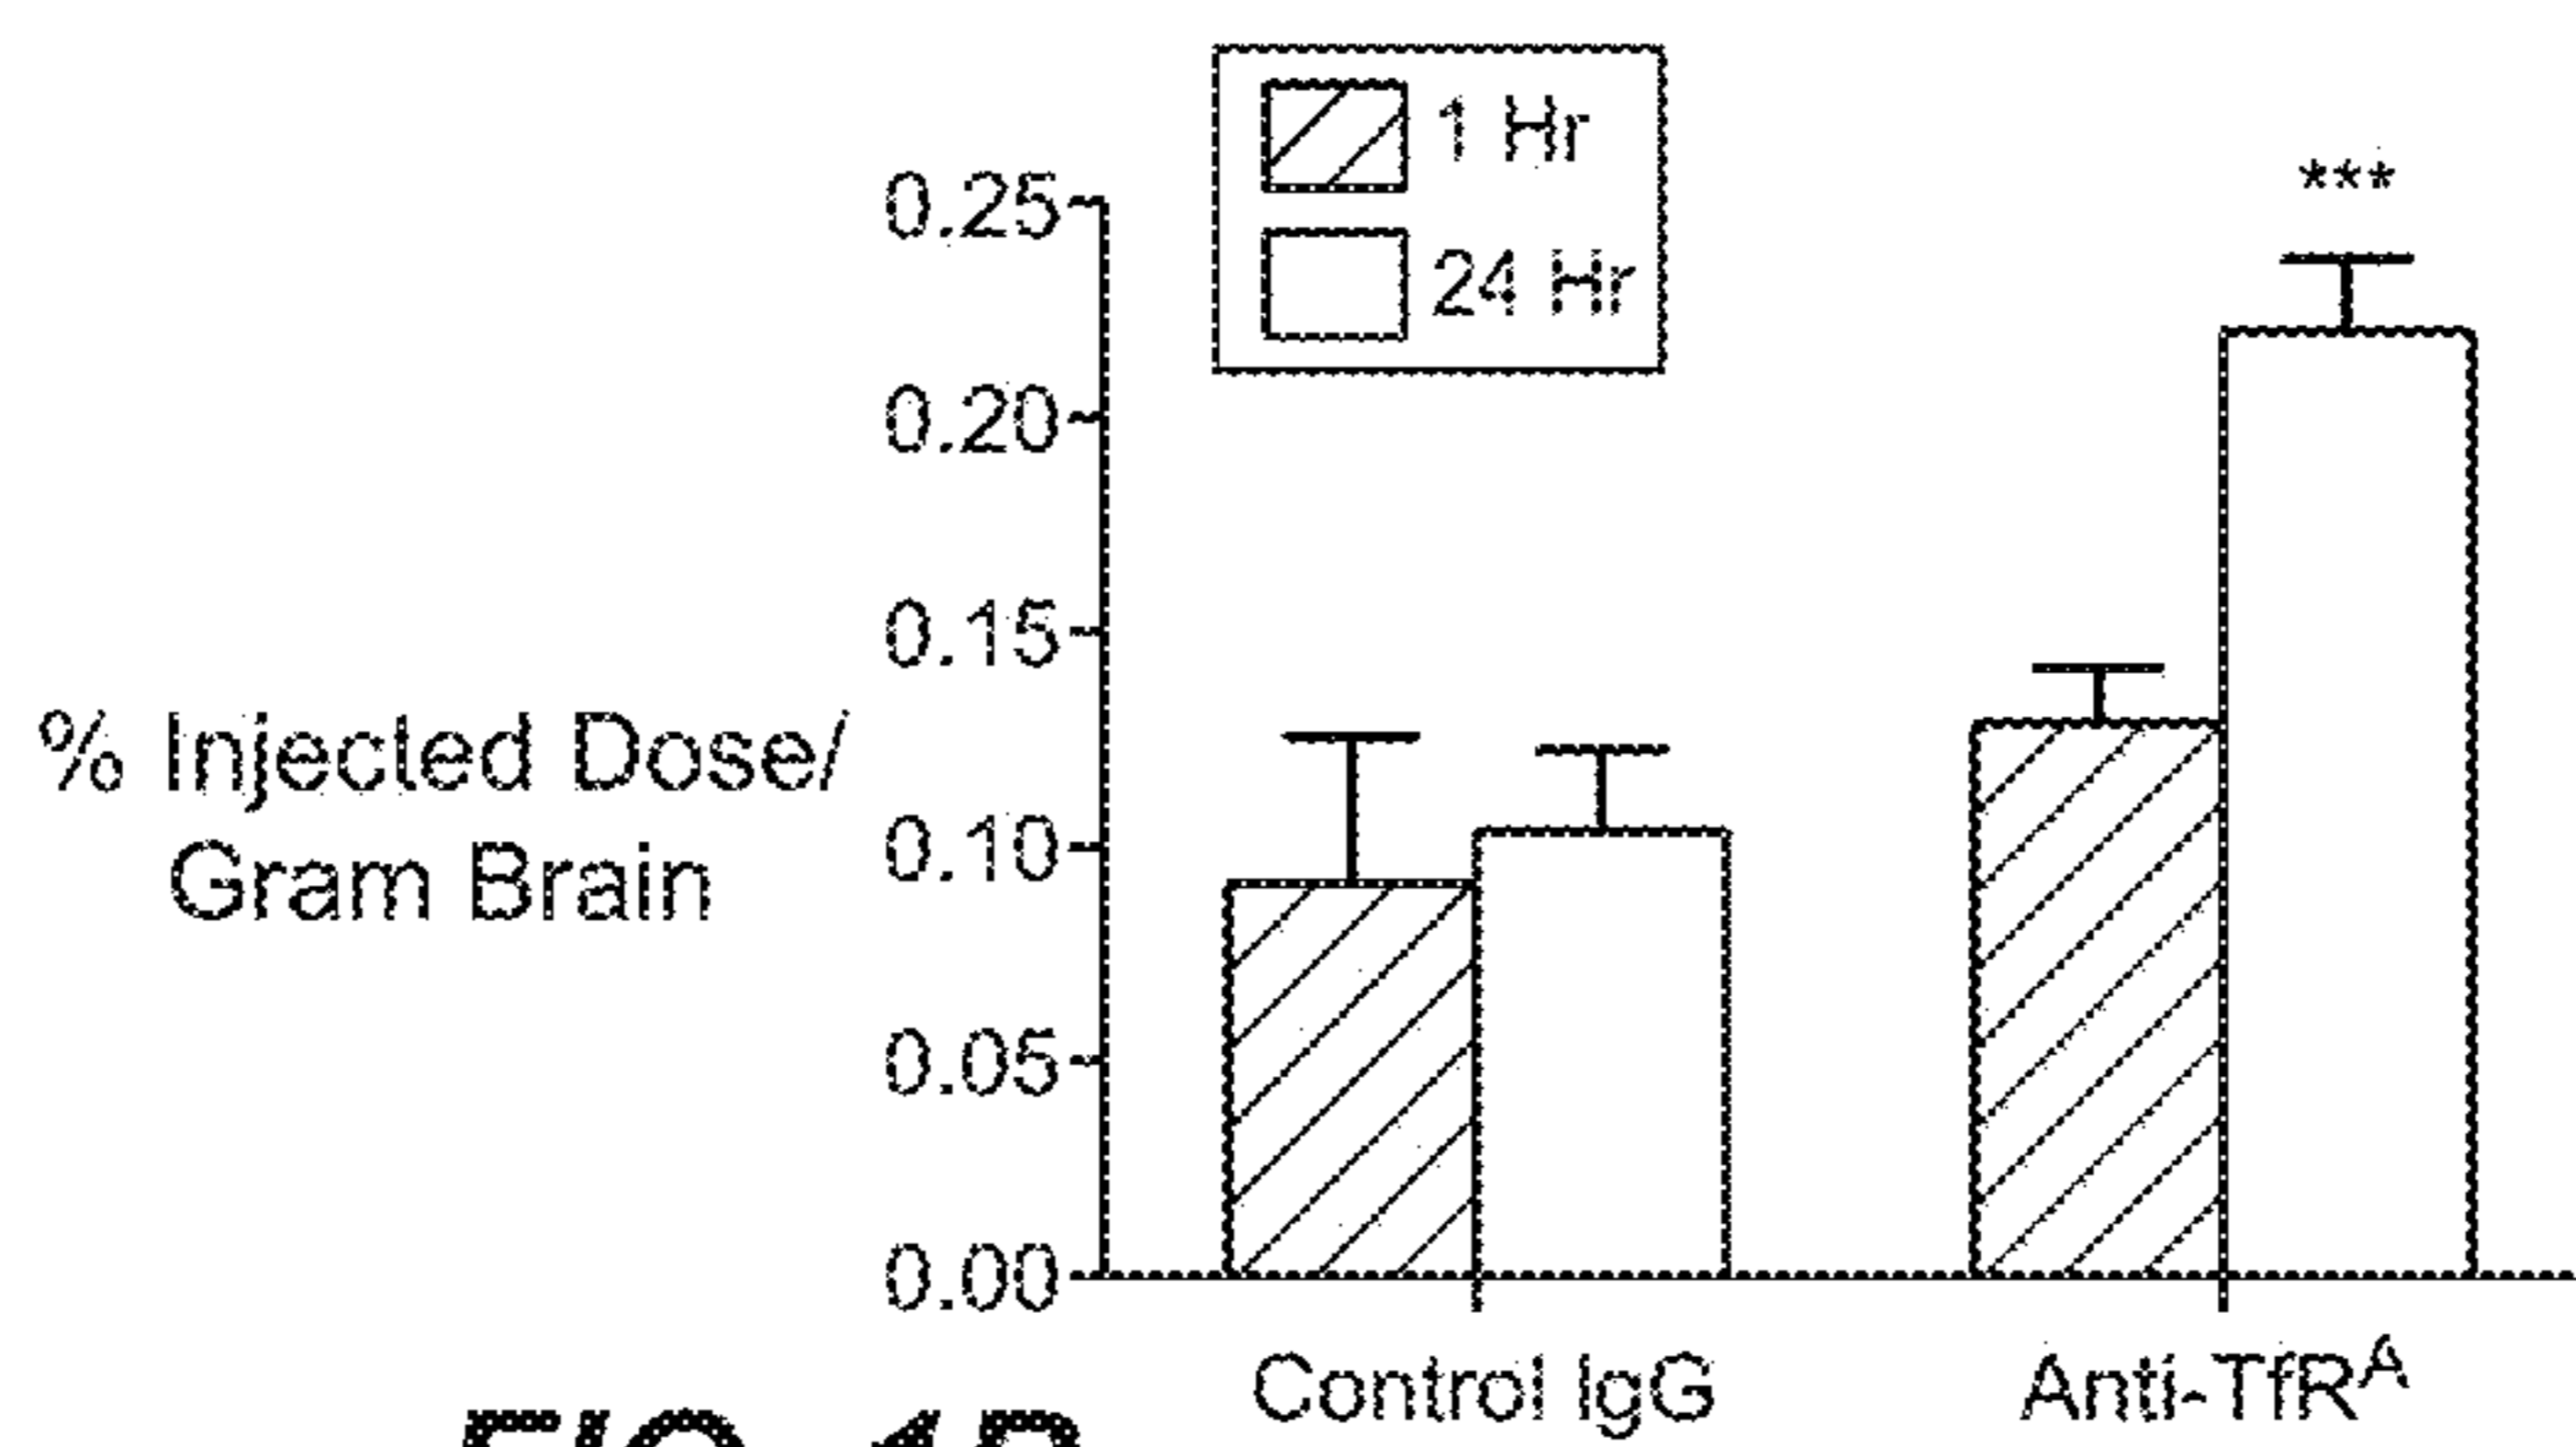 1 Hr
24 Hr
***
0.25
0.20
0.15
0.10
0.05
0.00
% Injected Dose/
Gram Brain
Control IgG
Anti-TfRᴬ